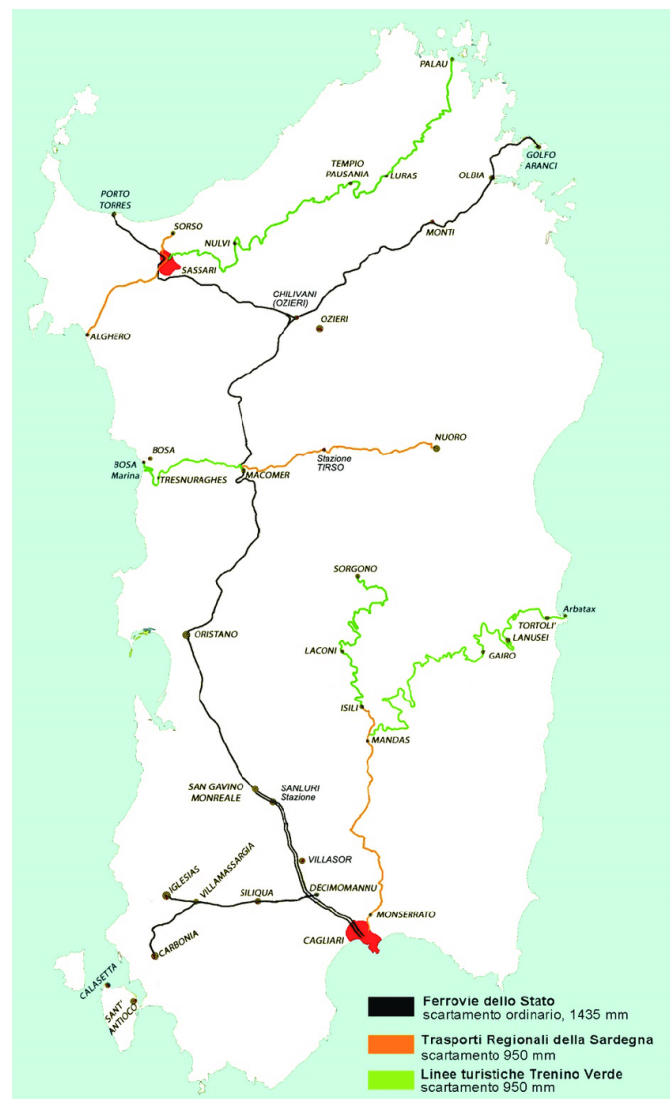 PALAU
GOLFO
ARANCI
TEMPIO
PAUSANIA
LURAS
OLBIA
PORTO
TORRES
SORSO
NULVI
MONTI
SASSARI
CHILIVANI
(OZIERI)
OZIERI
ALGHERO
NUORO
BOSA
BOSA
Marina
Stazione
TIRSO
TRESNURAGHES
MACOMER
SORGONO
Arbatax
TORTOLI'
ORISTANO
LANUSEI
LACONI
GAIRO
ISILI
MANDAS
SAN GAVINO
MONREALE
SANLURI
Stazione
VILLASOR
IGLESIAS
VILLAMASSARGIA
SILIQUA
DECIMOMANNU
MONSERRATO
CAGLIARI
CARBONIA
CALASETTA
SANT'
ANTIOCO
Ferrovie dello Stato
scartamento ordinario, 1435 mm
Trasporti Regionali della Sardegna
scartamento 950 mm
Linee turistiche Trenino Verde
scartamento 950 mm